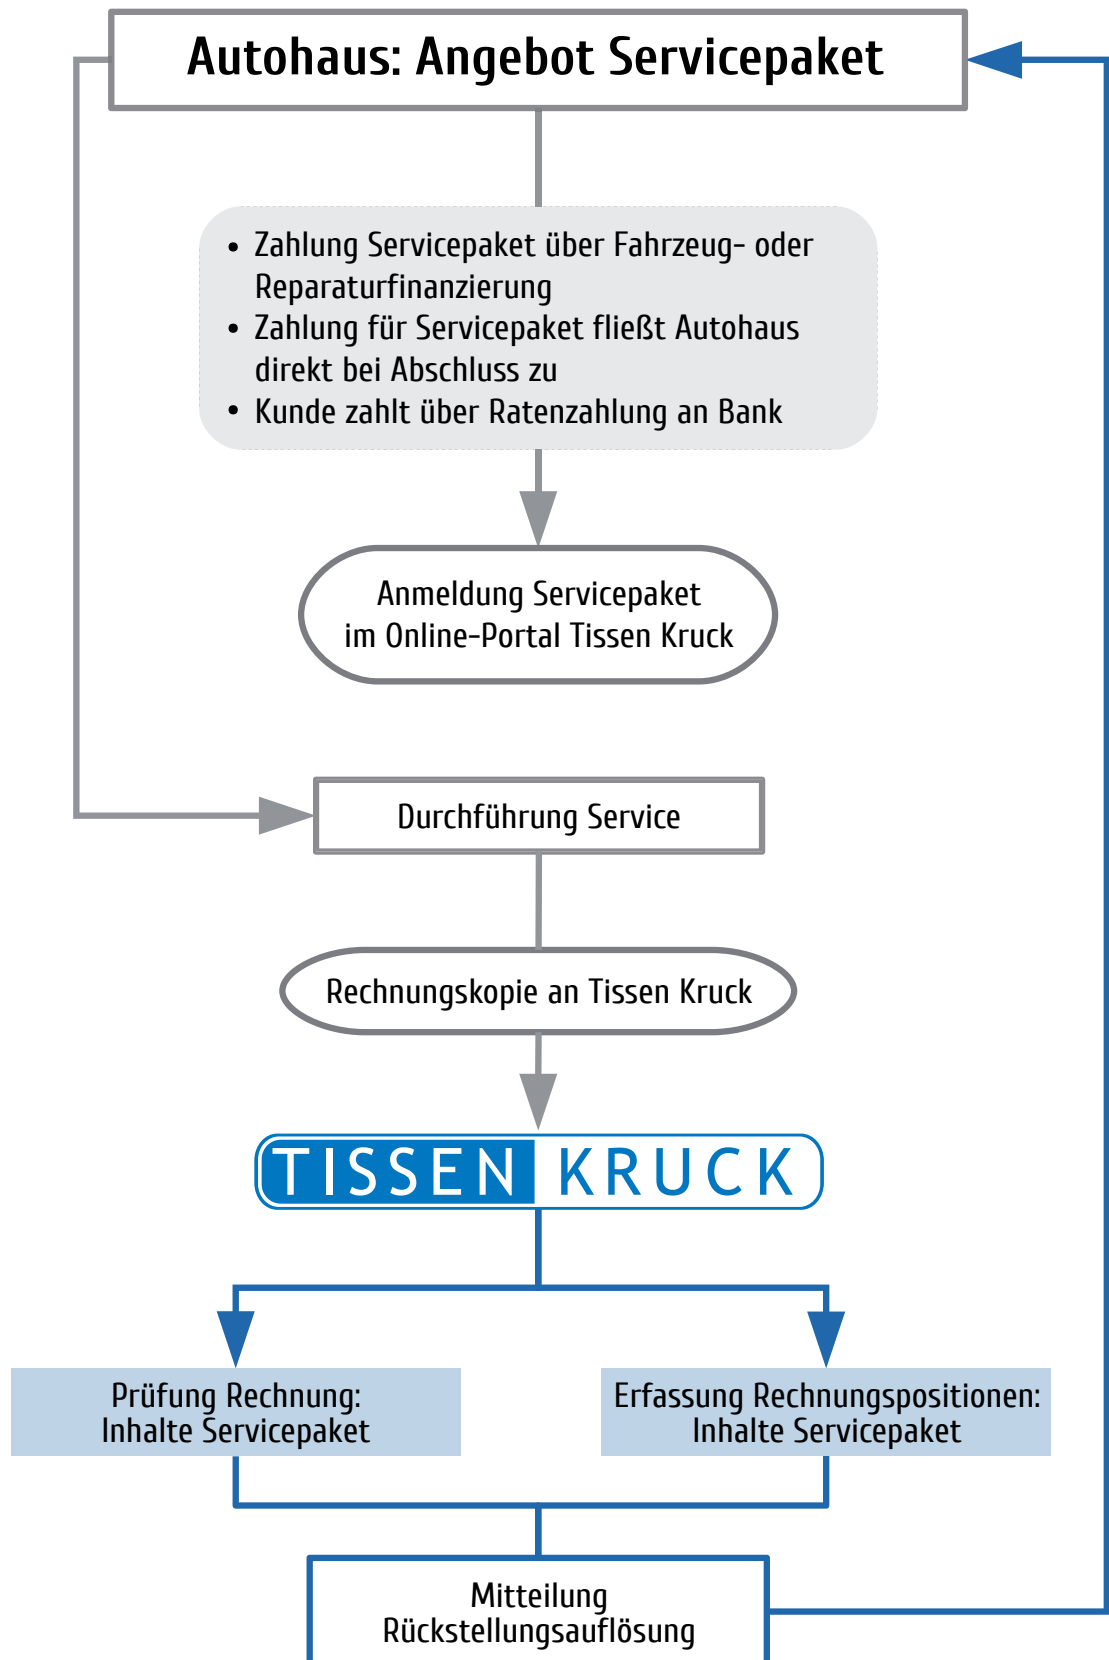 Autohaus: Angebot Servicepaket
• Zahlung Servicepaket über Fahrzeug- oder
Reparaturfinanzierung
• Zahlung für Servicepaket fließt Autohaus
direkt bei Abschluss zu
• Kunde zahlt über Ratenzahlung an Bank
Anmeldung Servicepaket
im Online-Portal Tissen Kruck
Durchführung Service
Rechnungskopie an Tissen Kruck
TISSEN KRUCK
Prüfung Rechnung:
Inhalte Servicepaket
Erfassung Rechnungspositionen:
Inhalte Servicepaket
Mitteilung
Rückstellungsauflösung